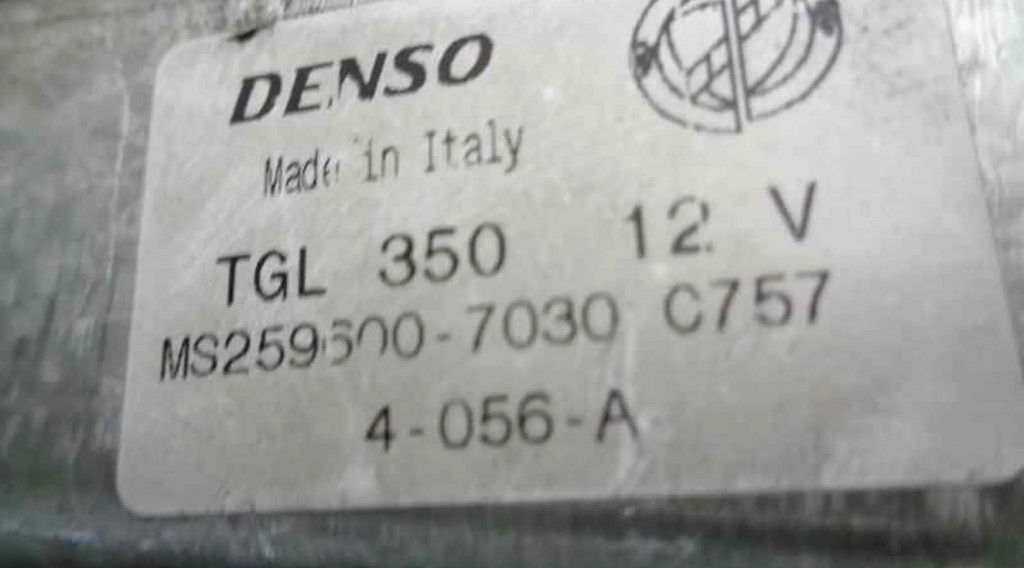 DENSO
Made in Italy
TGL 350 12 V
MS259600-7030 C757
4-056-A